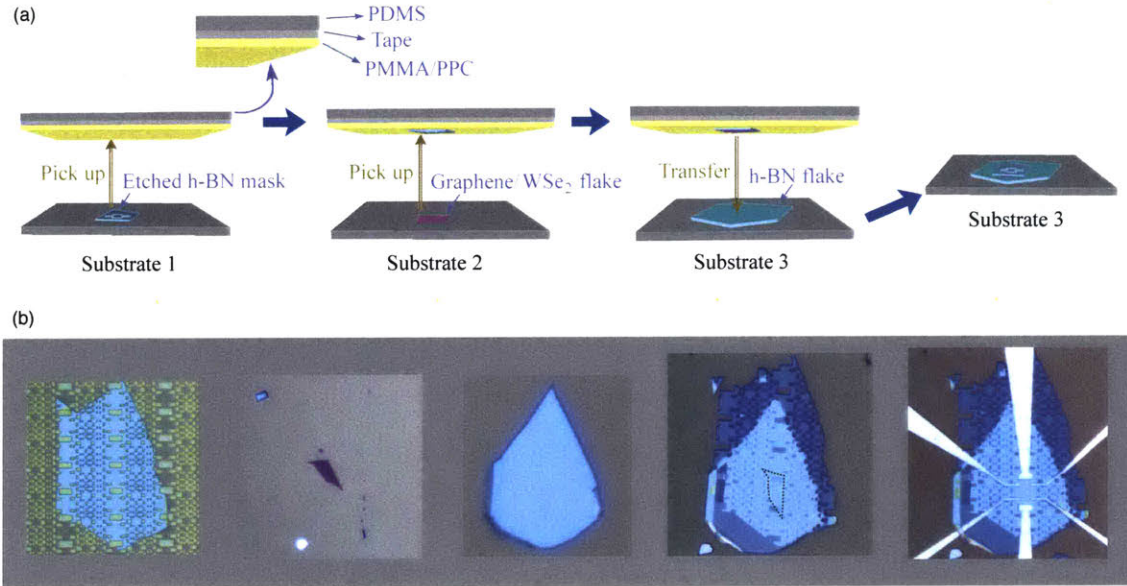 (a)
PDMS
Tape
PMMA/PPC
Pick up
Etched h-BN mask
Pick up
Graphene/WSe₂ flake
Transfer
h-BN flake
Substrate 1
Substrate 2
Substrate 3
Substrate 3
(b)